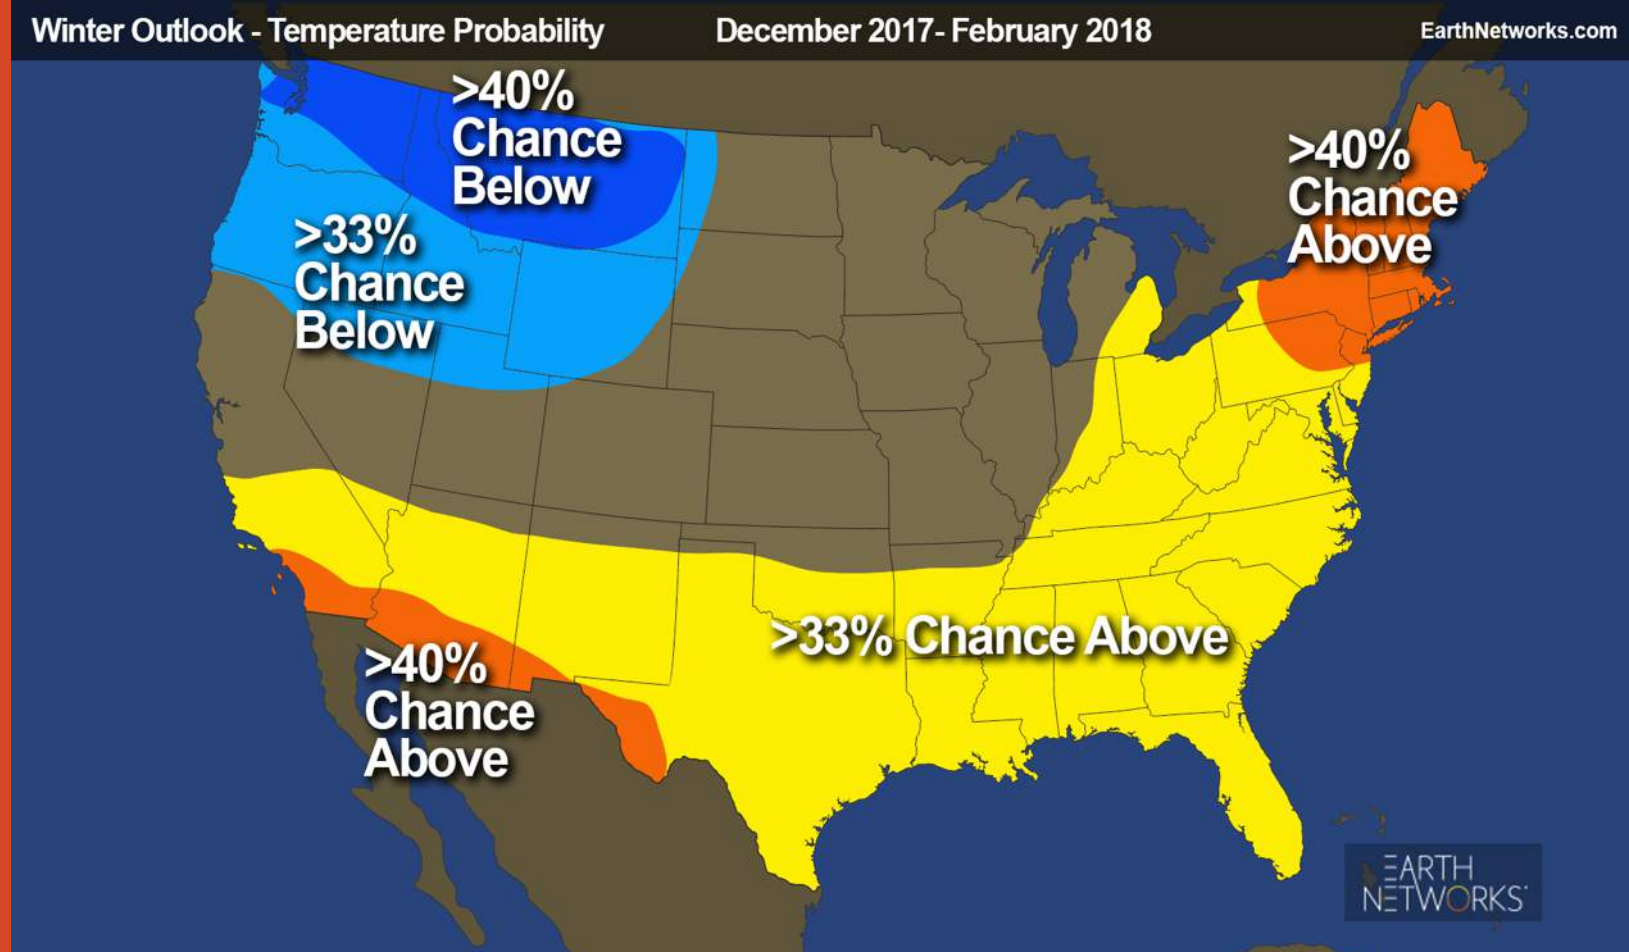 Winter Outlook - Temperature Probability
December 2017- February 2018
EarthNetworks.com
>40%
Chance
Below
>40%
Chance
Above
>33%
Chance
Below
>33% Chance Above
>40%
Chance
Above
EARTH
NETWORKS